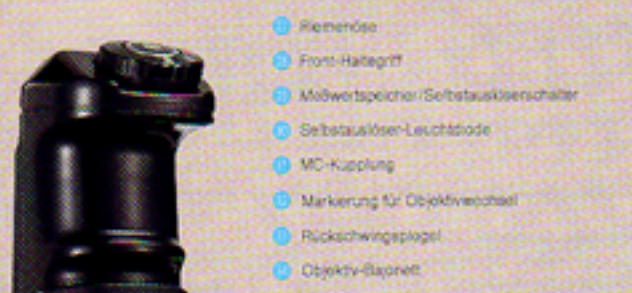 Riemenöse
Front-Haltegriff
Meßwertspeicher/Selbstauslöserschalter
Selbstauslöser-Leuchtdiode
MC-Kupplung
Markierung für Objektivwechsel
Rückschwingspiegel
Objektiv-Bajonett